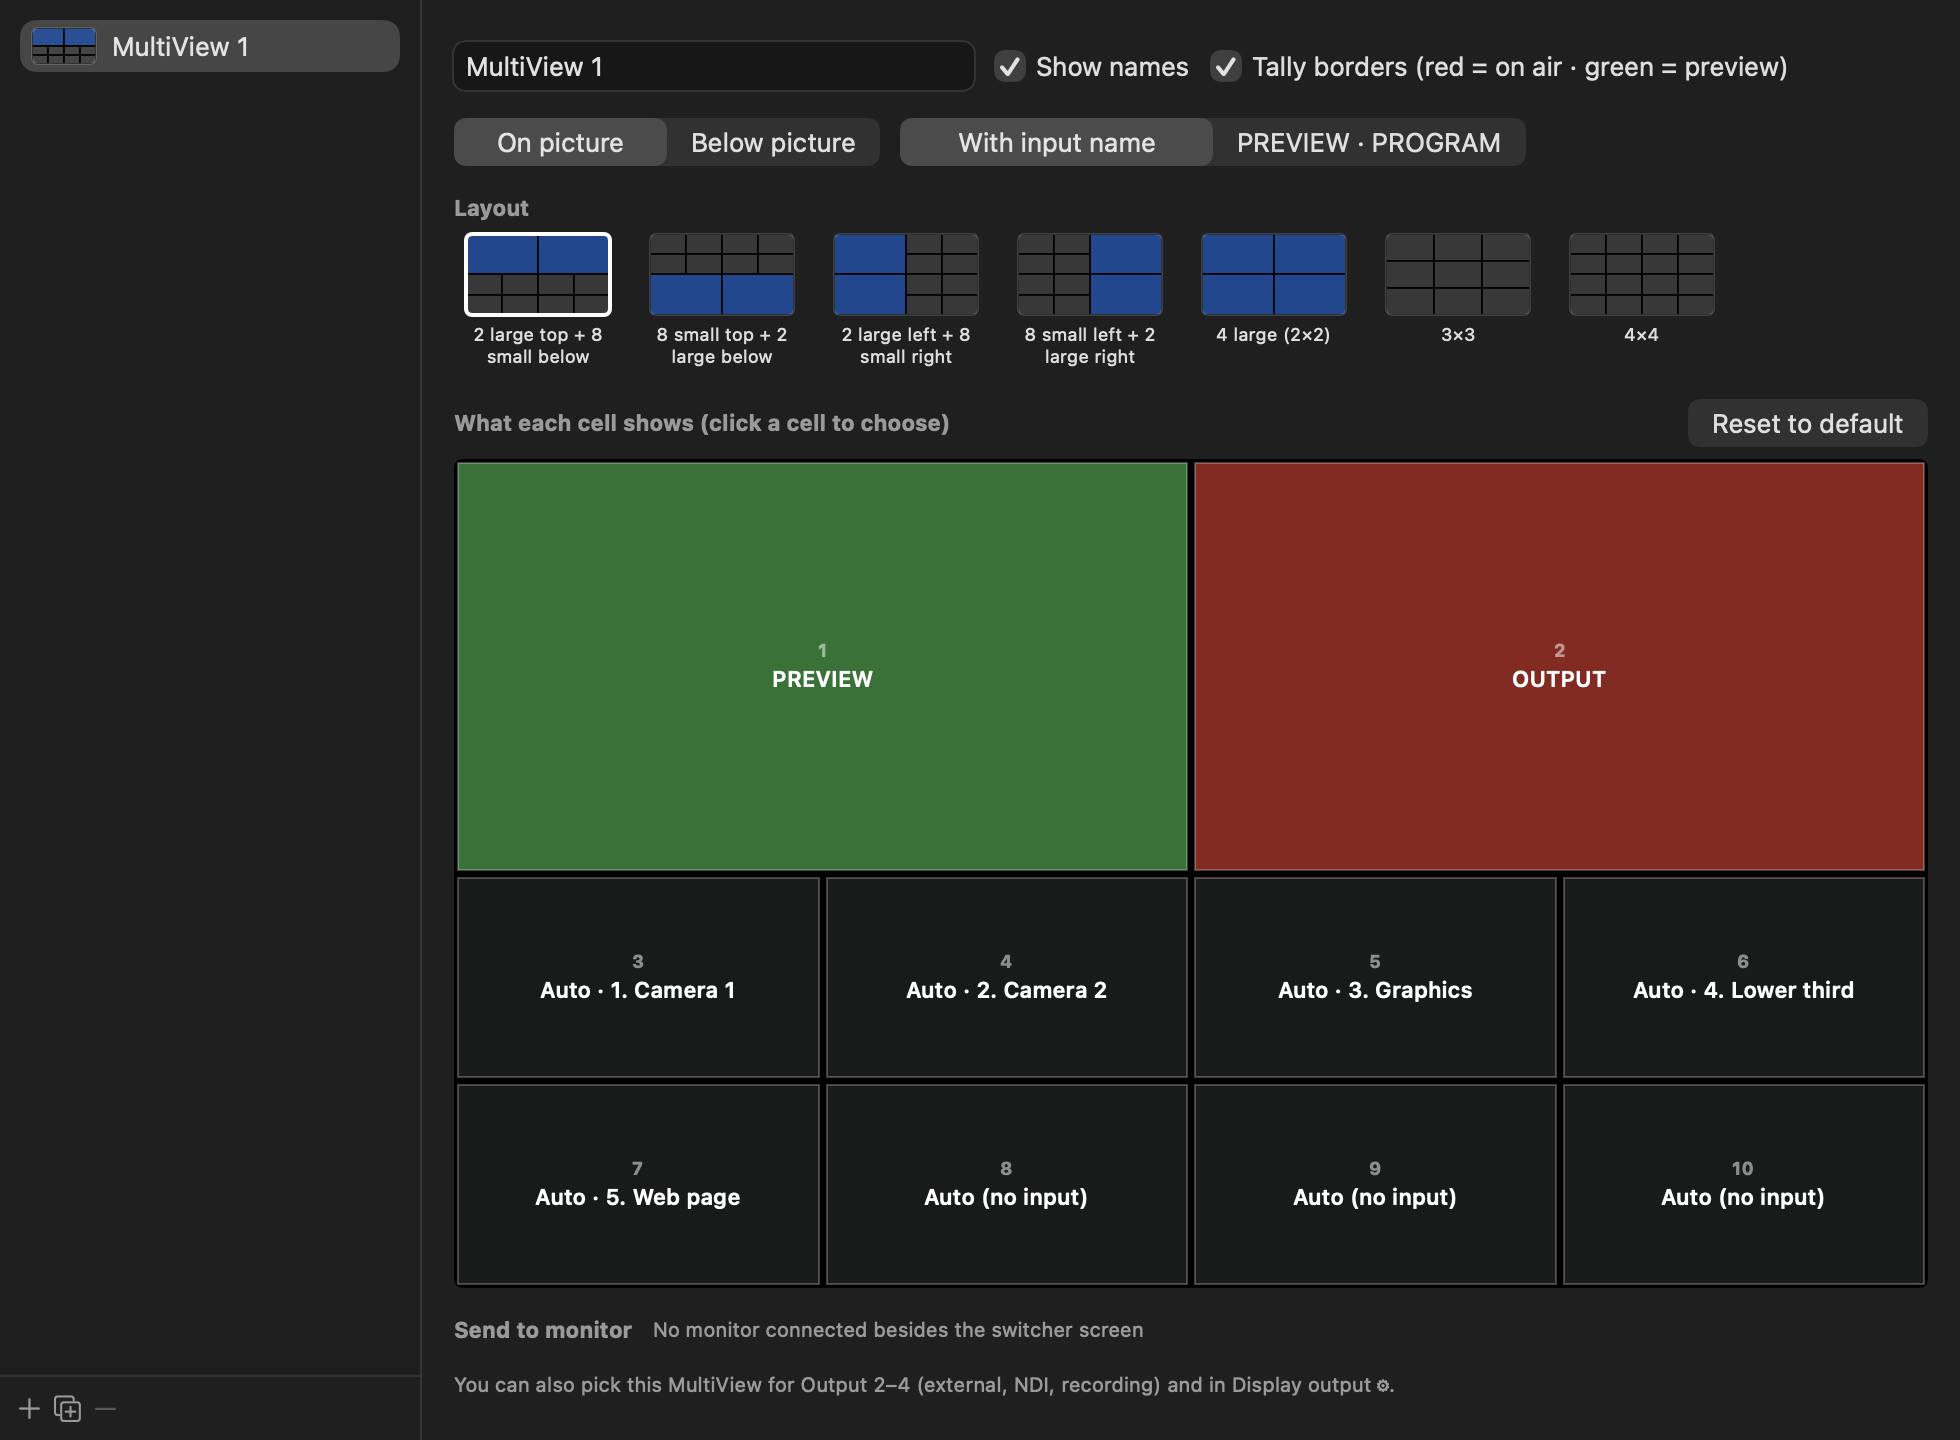 MultiView 1
MultiView 1
Show names
Tally borders (red = on air · green = preview)
On picture
Below picture
With input name
PREVIEW · PROGRAM
Layout
2 large top + 8
small below
8 small top + 2
large below
2 large left + 8
small right
8 small left + 2
large right
4 large (2×2)
3×3
4×4
What each cell shows (click a cell to choose)
Reset to default
1
PREVIEW
2
OUTPUT
3
Auto · 1. Camera 1
4
Auto · 2. Camera 2
5
Auto · 3. Graphics
6
Auto · 4. Lower third
7
Auto · 5. Web page
8
Auto (no input)
9
Auto (no input)
10
Auto (no input)
Send to monitor
No monitor connected besides the switcher screen
You can also pick this MultiView for Output 2–4 (external, NDI, recording) and in Display output ⚙.